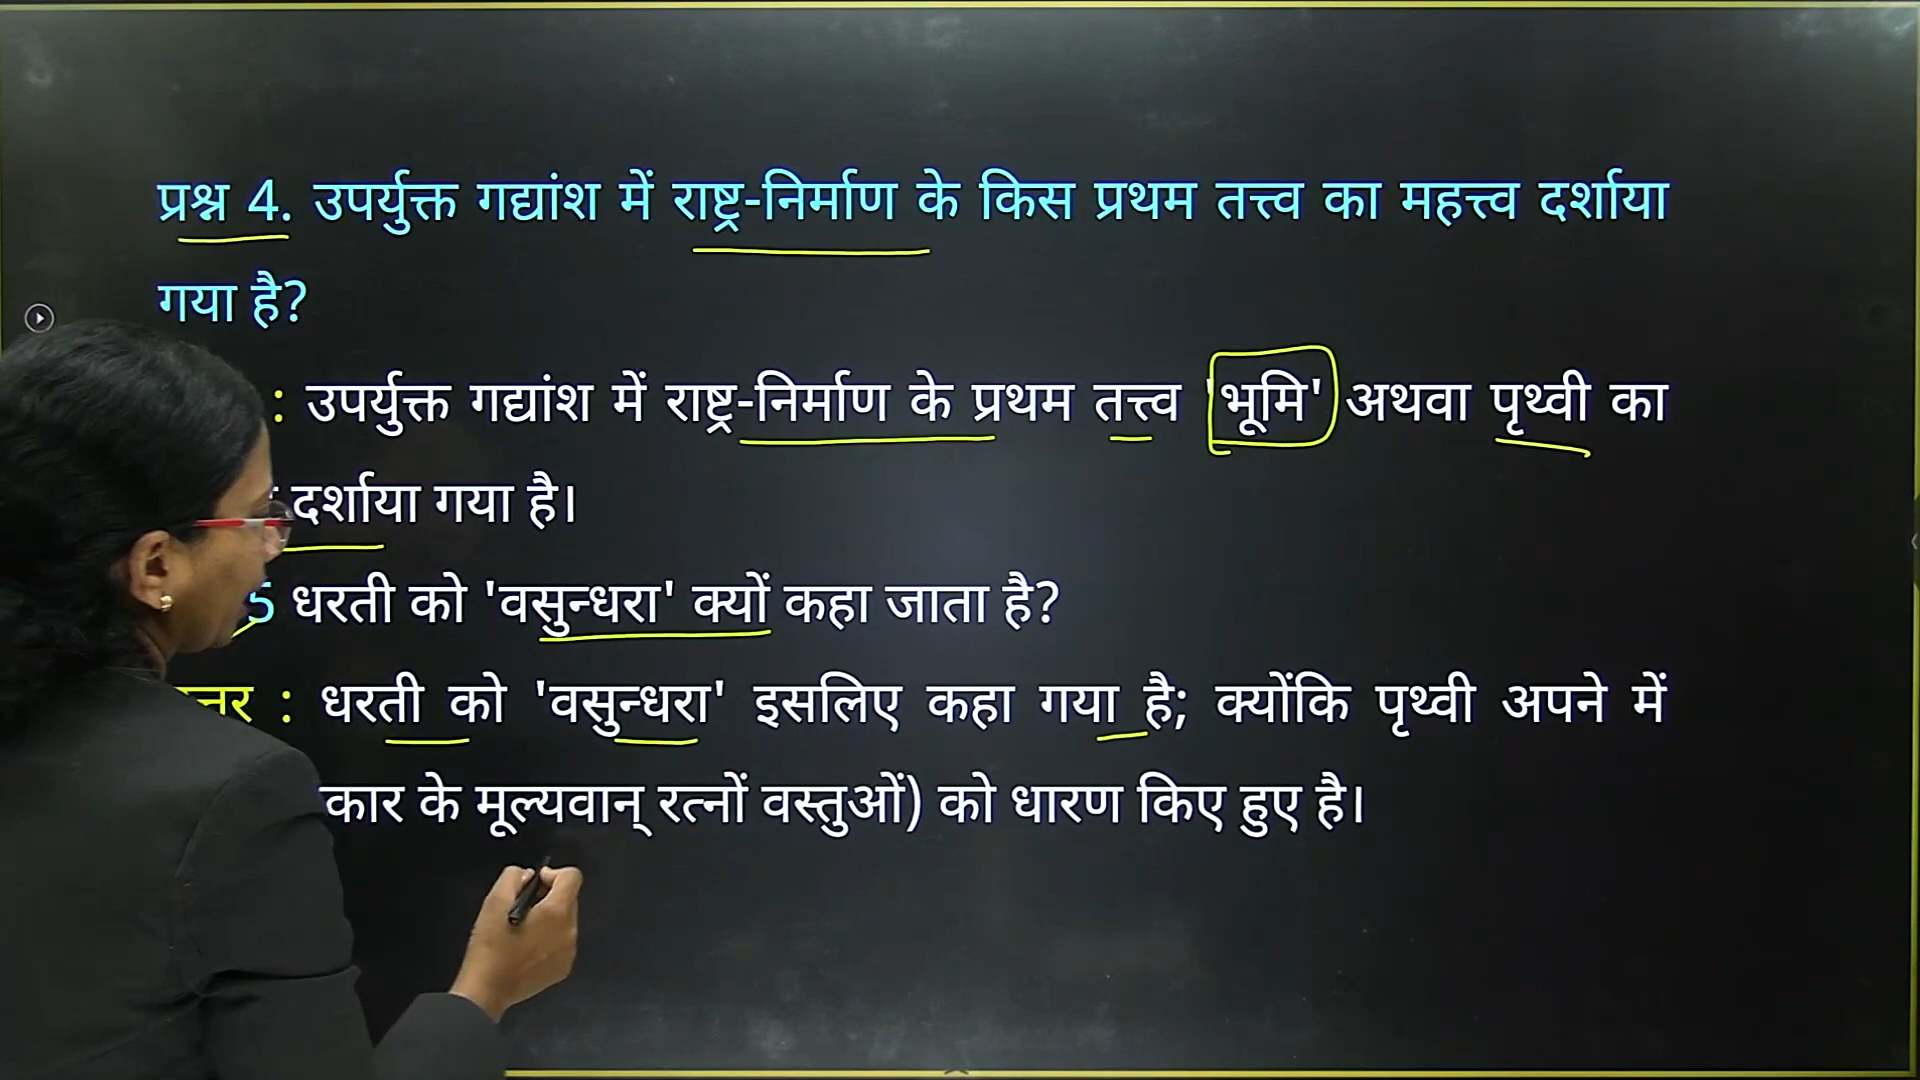 प्रश्न 4. उपर्युक्त गद्यांश में राष्ट्र-निर्माण के किस प्रथम तत्त्व का महत्त्व दर्शाया
गया है?
: उपर्युक्त गद्यांश में राष्ट्र-निर्माण के प्रथम तत्त्व 'भूमि' अथवा पृथ्वी का
दर्शाया गया है।
5 धरती को 'वसुन्धरा' क्यों कहा जाता है?
: धरती को 'वसुन्धरा' इसलिए कहा गया है; क्योंकि पृथ्वी अपने में
कार के मूल्यवान् रत्नों वस्तुओं) को धारण किए हुए है।